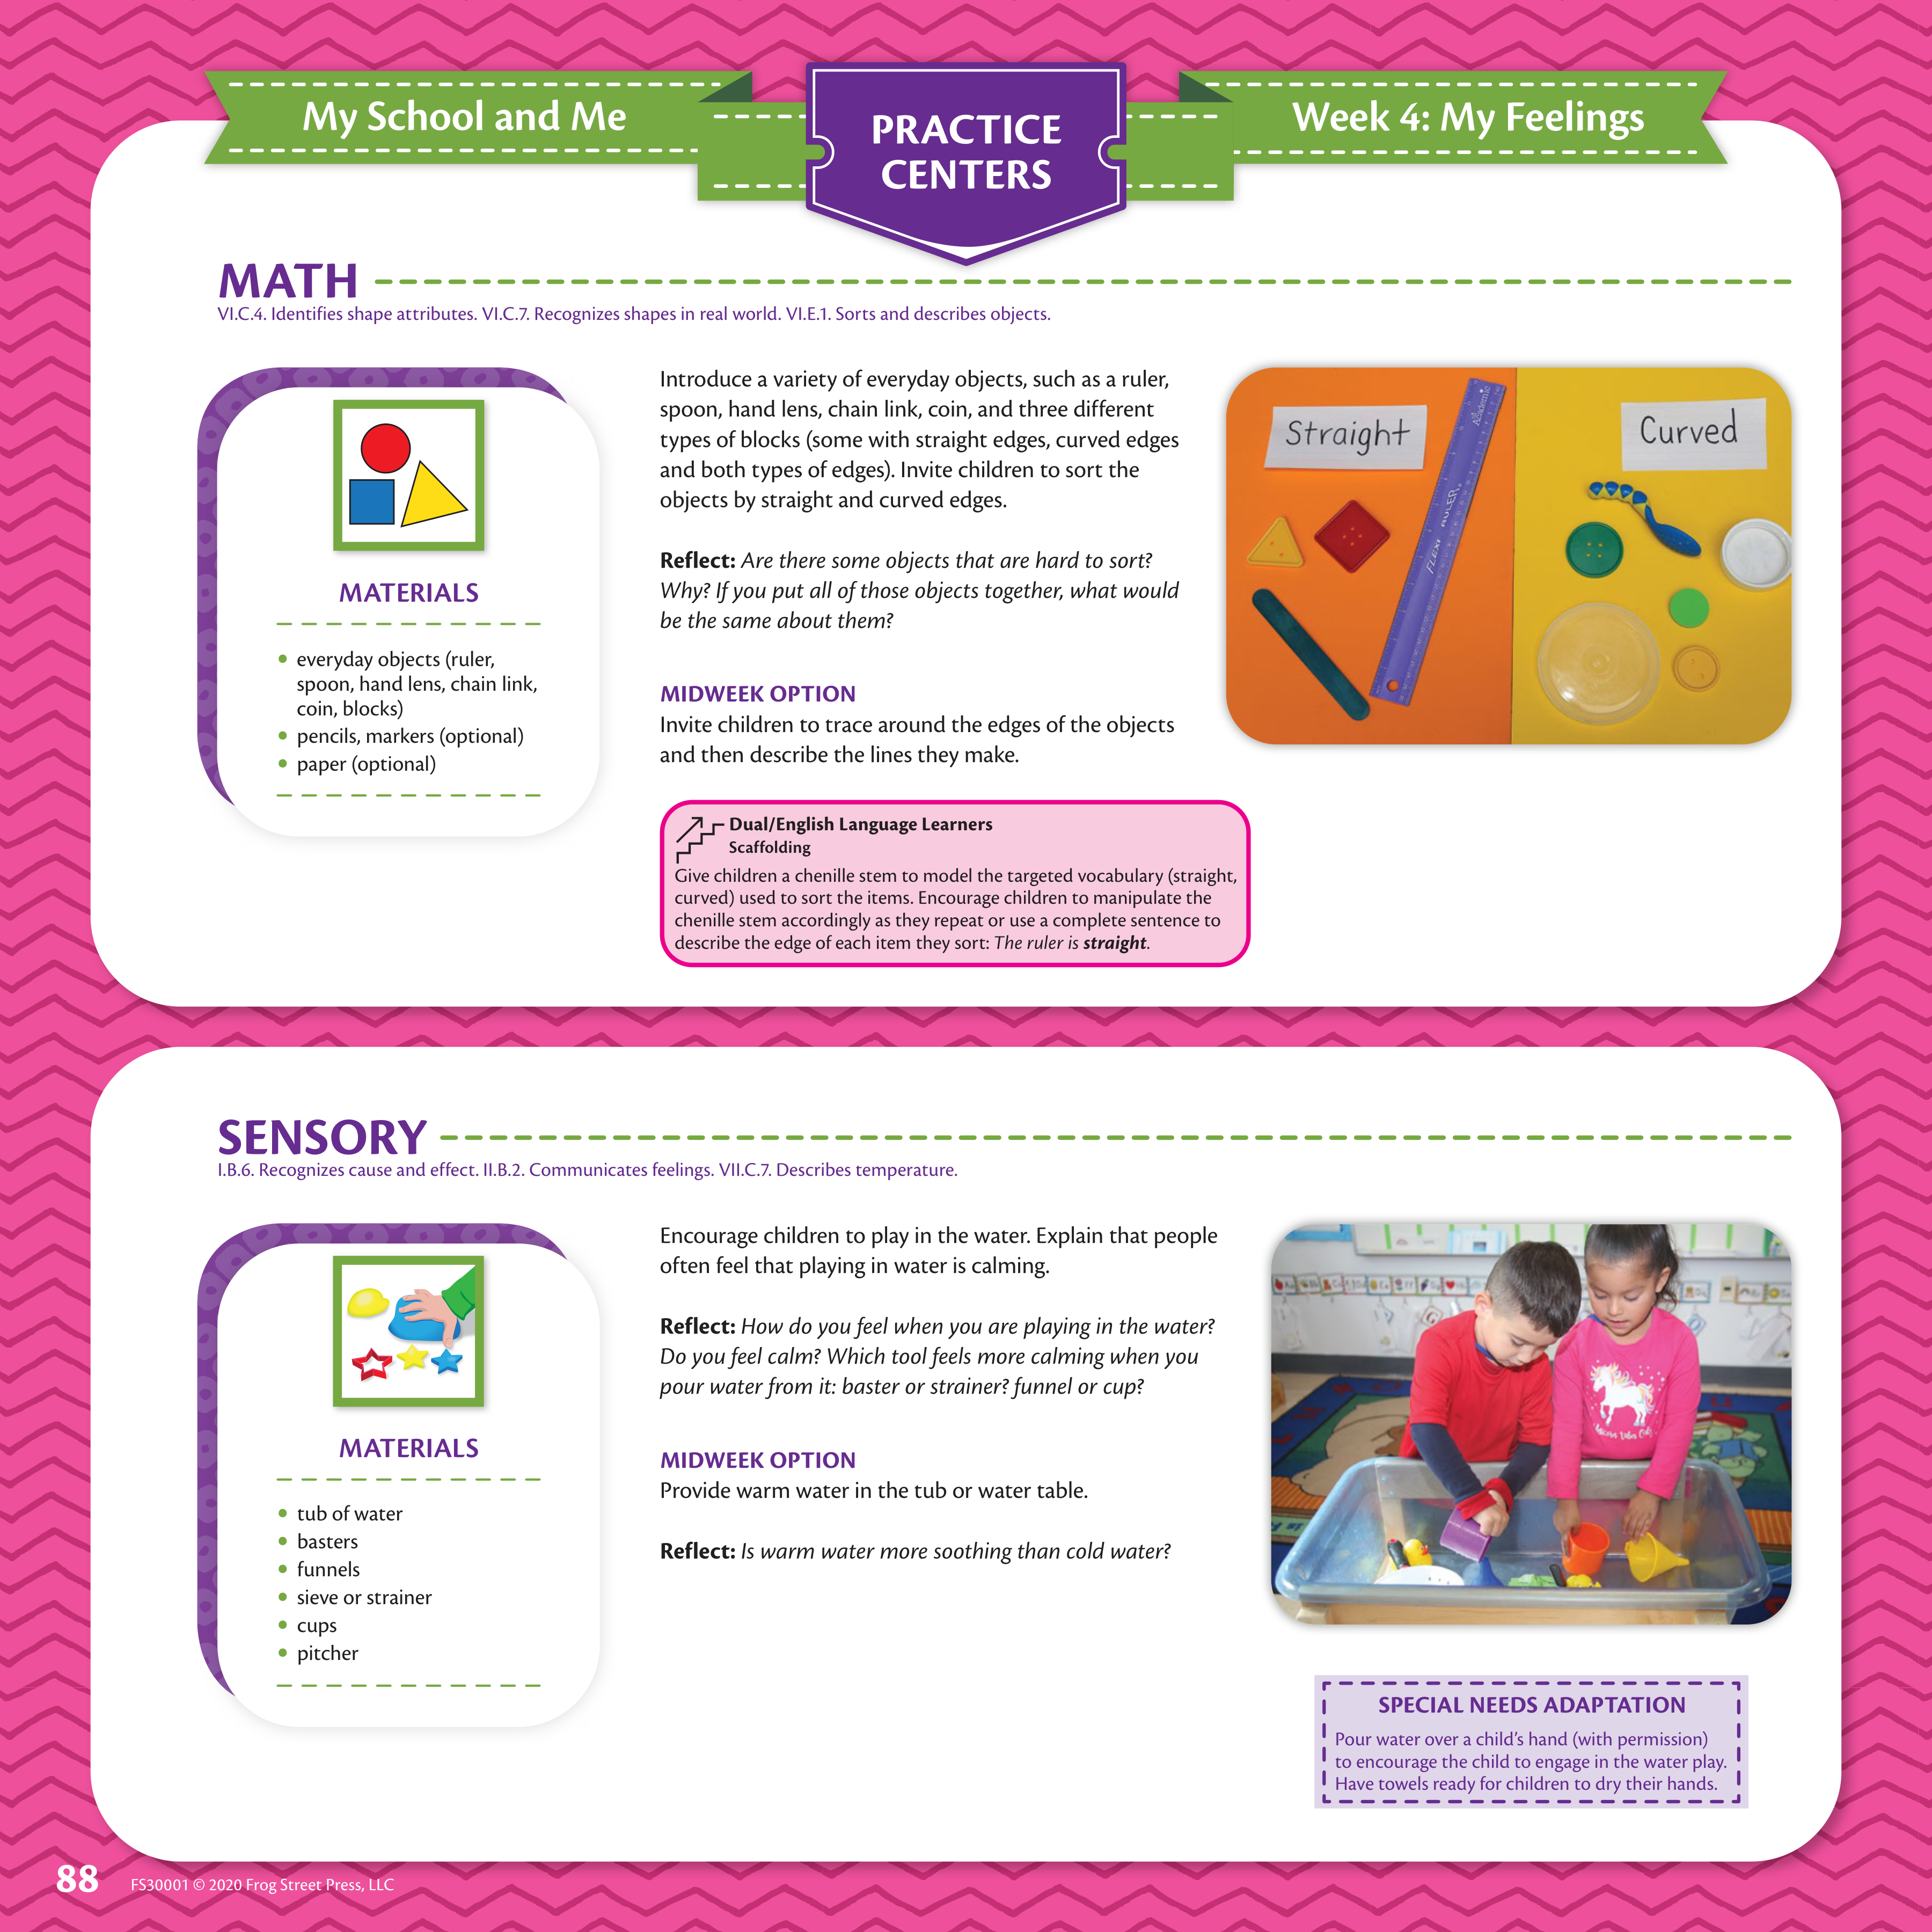 My School and Me
PRACTICE
CENTERS
Week 4: My Feelings
MATH
VI.C.4. Identifies shape attributes. VI.C.7. Recognizes shapes in real world. VI.E.1. Sorts and describes objects.
MATERIALS
• everyday objects (ruler,
spoon, hand lens, chain link,
coin, blocks)
• pencils, markers (optional)
• paper (optional)
Introduce a variety of everyday objects, such as a ruler,
spoon, hand lens, chain link, coin, and three different
types of blocks (some with straight edges, curved edges
and both types of edges). Invite children to sort the
objects by straight and curved edges.
Reflect: Are there some objects that are hard to sort?
Why? If you put all of those objects together, what would
be the same about them?
MIDWEEK OPTION
Invite children to trace around the edges of the objects
and then describe the lines they make.
Straight
Curved
Academic
FLEXI RULER
Dual/English Language Learners
Scaffolding
Give children a chenille stem to model the targeted vocabulary (straight,
curved) used to sort the items. Encourage children to manipulate the
chenille stem accordingly as they repeat or use a complete sentence to
describe the edge of each item they sort: The ruler is straight.
SENSORY
I.B.6. Recognizes cause and effect. II.B.2. Communicates feelings. VII.C.7. Describes temperature.
MATERIALS
• tub of water
• basters
• funnels
• sieve or strainer
• cups
• pitcher
Encourage children to play in the water. Explain that people
often feel that playing in water is calming.
Reflect: How do you feel when you are playing in the water?
Do you feel calm? Which tool feels more calming when you
pour water from it: baster or strainer? funnel or cup?
MIDWEEK OPTION
Provide warm water in the tub or water table.
Reflect: Is warm water more soothing than cold water?
SPECIAL NEEDS ADAPTATION
Pour water over a child's hand (with permission)
to encourage the child to engage in the water play.
Have towels ready for children to dry their hands.
88
FS30001 © 2020 Frog Street Press, LLC